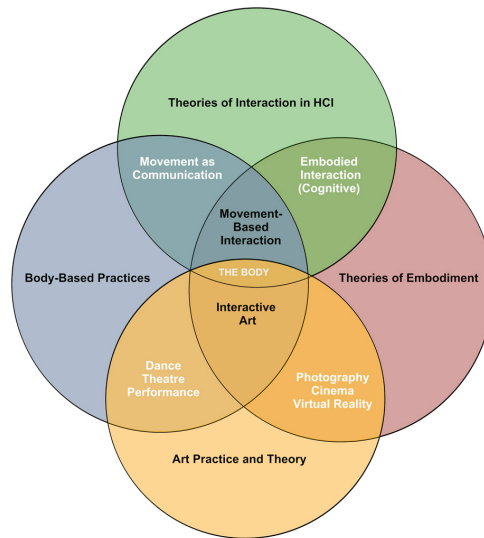 Theories of Interaction in HCI
Movement as
Communication
Embodied
Interaction
(Cognitive)
Movement-
Based
Interaction
Body-Based Practices
THE BODY
Theories of Embodiment
Interactive
Art
Dance
Theatre
Performance
Photography
Cinema
Virtual Reality
Art Practice and Theory